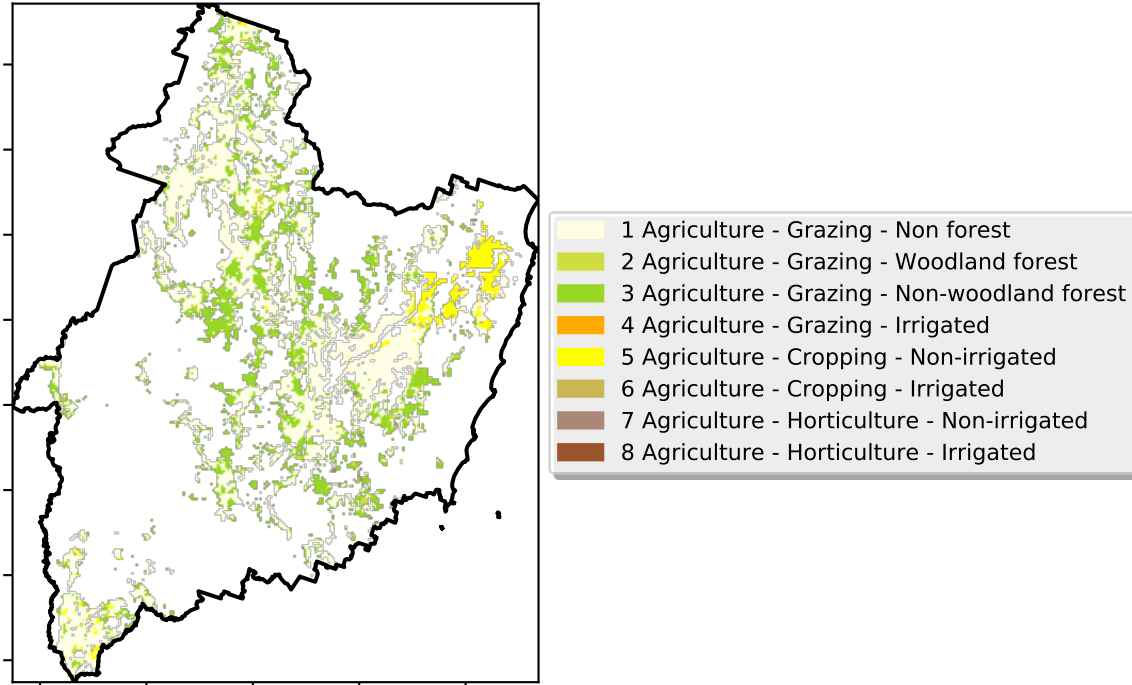 1 Agriculture - Grazing - Non forest
2 Agriculture - Grazing - Woodland forest
3 Agriculture - Grazing - Non-woodland forest
4 Agriculture - Grazing - Irrigated
5 Agriculture - Cropping - Non-irrigated
6 Agriculture - Cropping - Irrigated
7 Agriculture - Horticulture - Non-irrigated
8 Agriculture - Horticulture - Irrigated